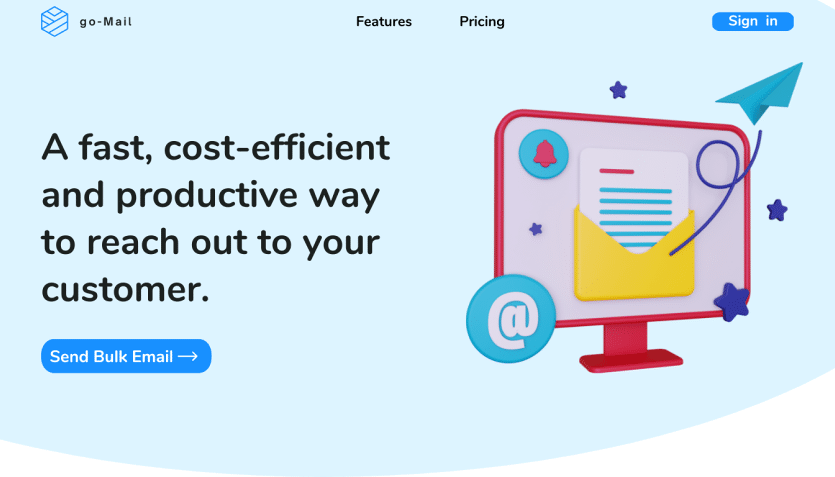 go-Mail
Features
Pricing
Sign in
A fast, cost-efficient
and productive way
to reach out to your
customer.
Send Bulk Email →
@